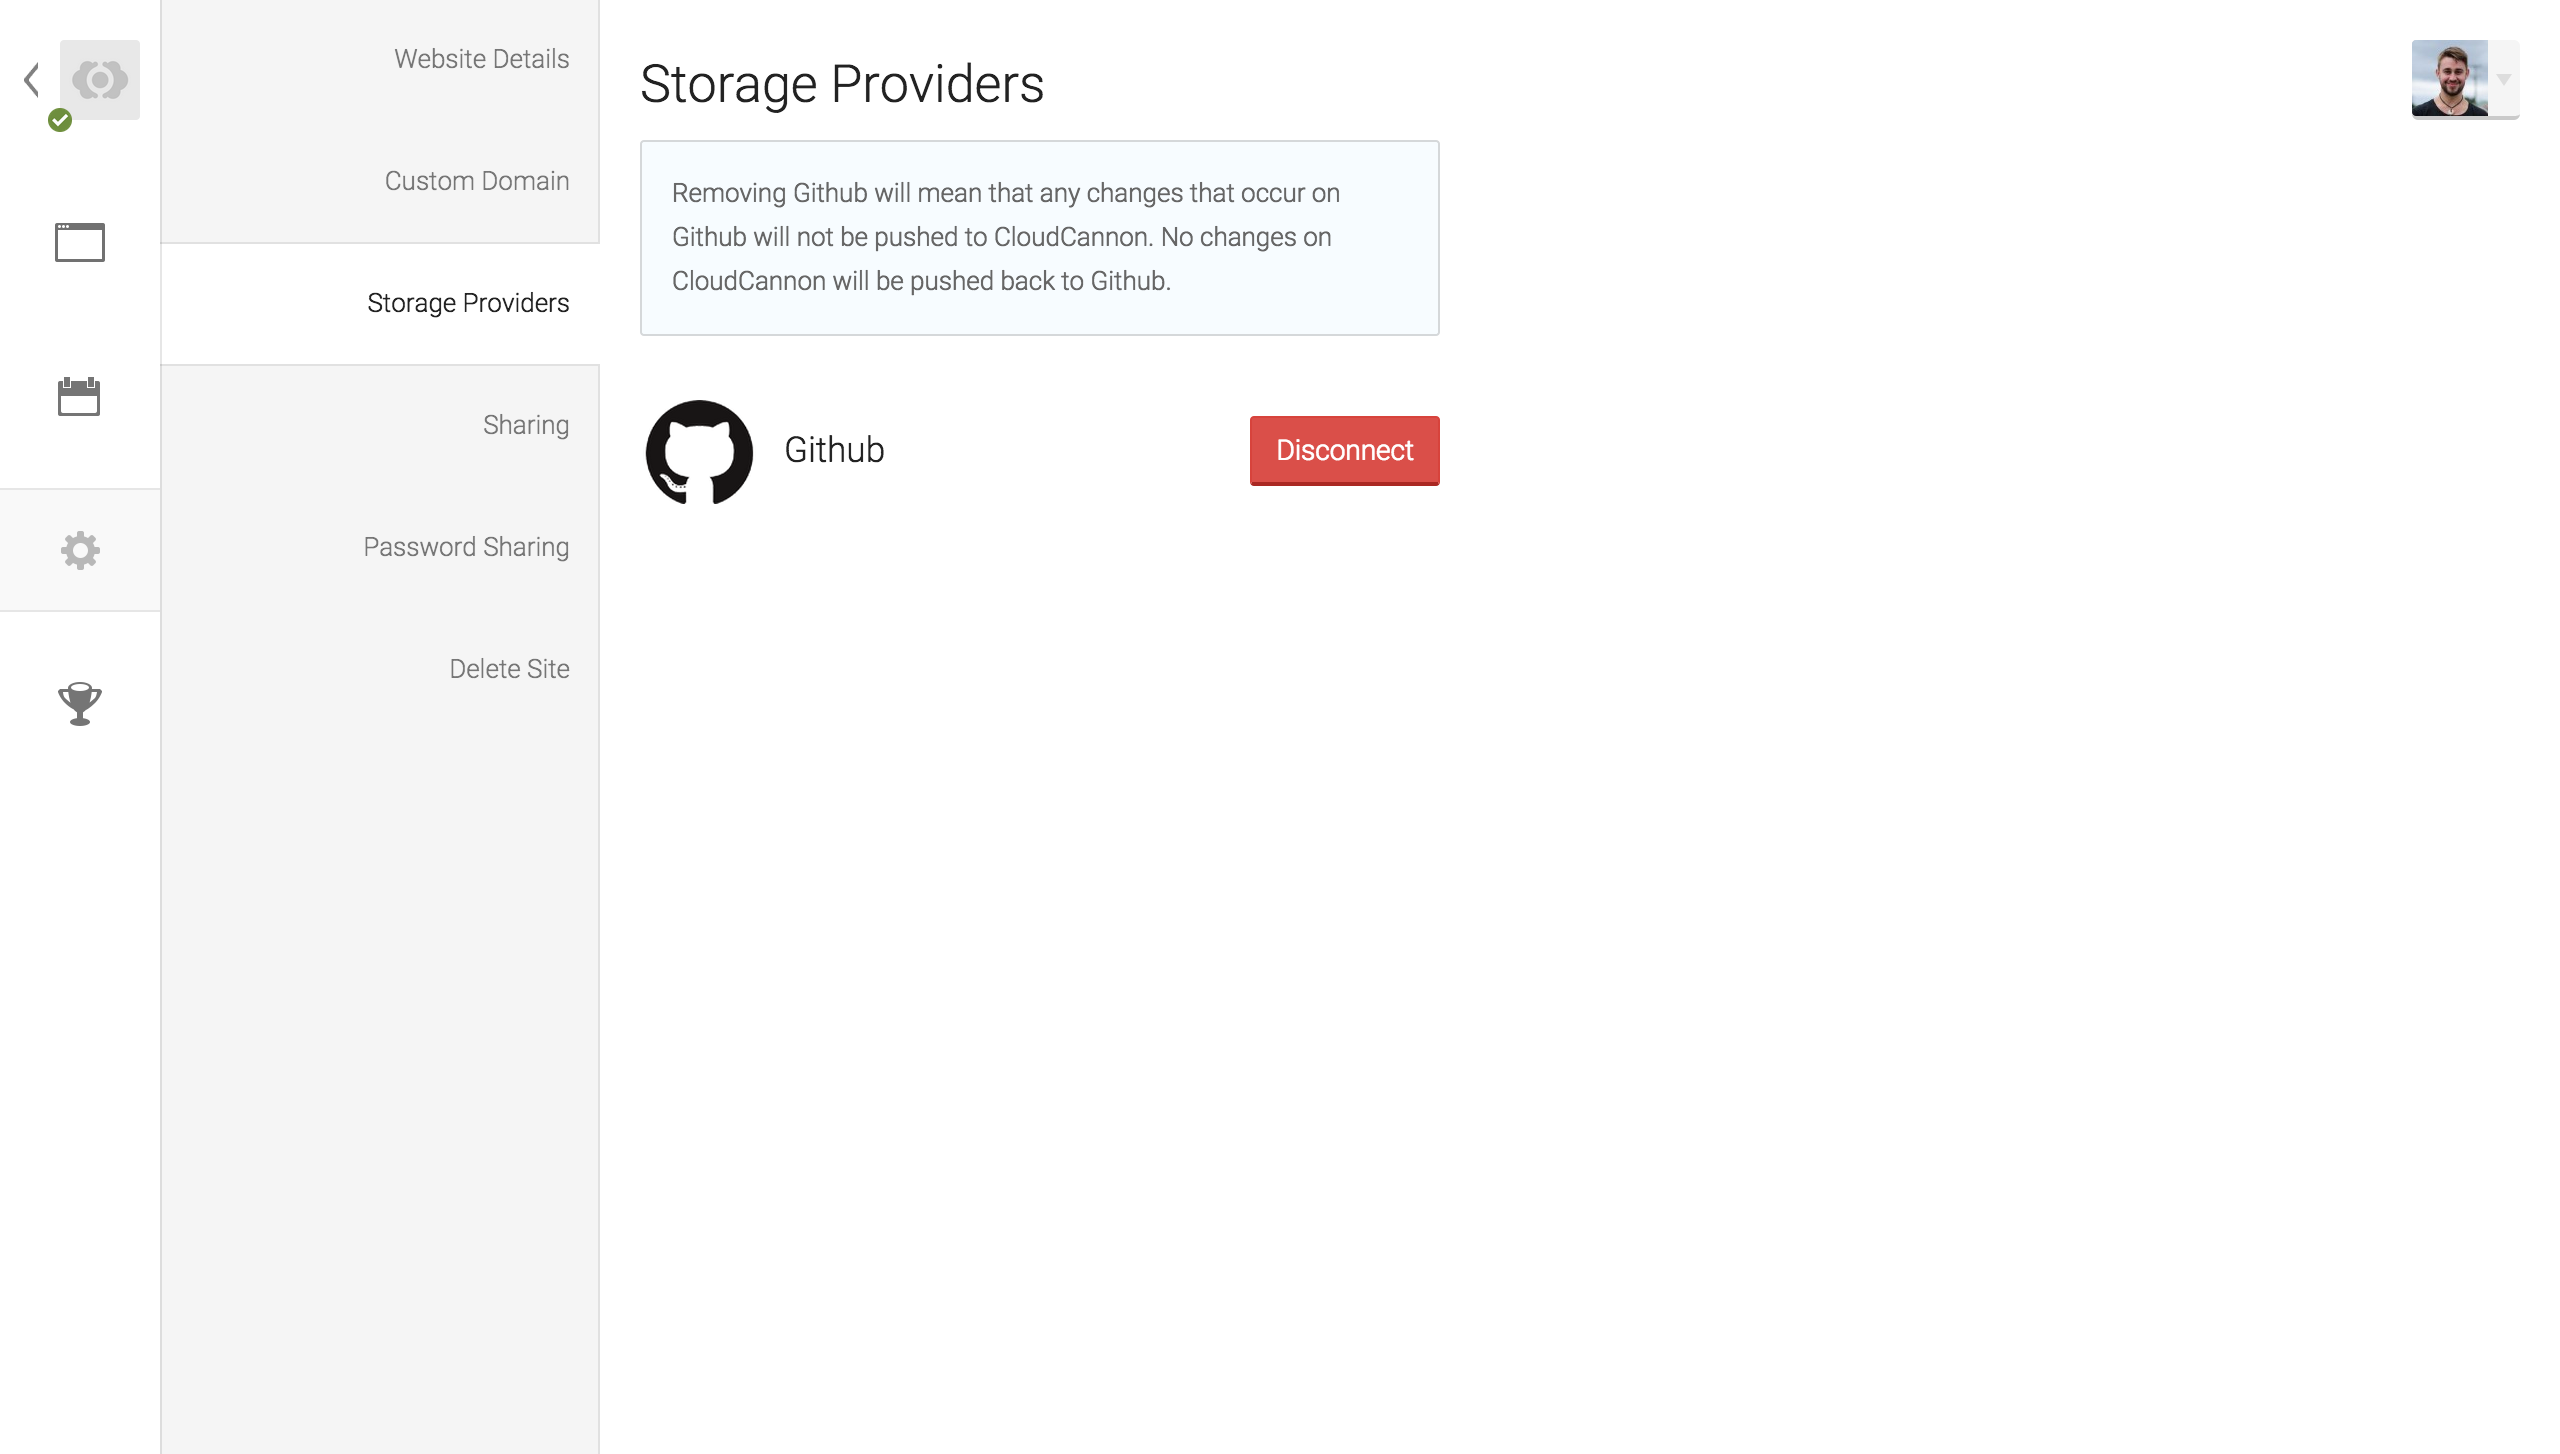 Website Details
Custom Domain
Storage Providers
Sharing
Password Sharing
Delete Site
Storage Providers
Removing Github will mean that any changes that occur on
Github will not be pushed to CloudCannon. No changes on
CloudCannon will be pushed back to Github.
Github
Disconnect